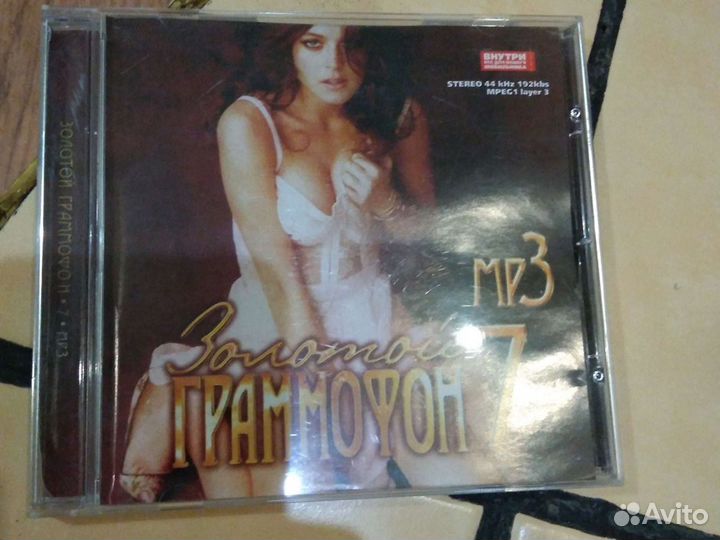 ЗОЛОТОЙ ГРАММОФОН • 7 • MP3
ВНУТРИ
STEREO 44 kHz 192kbs
MPEG1 layer 3
MP3
Золотой
ГРАММОФОН 7
Avito